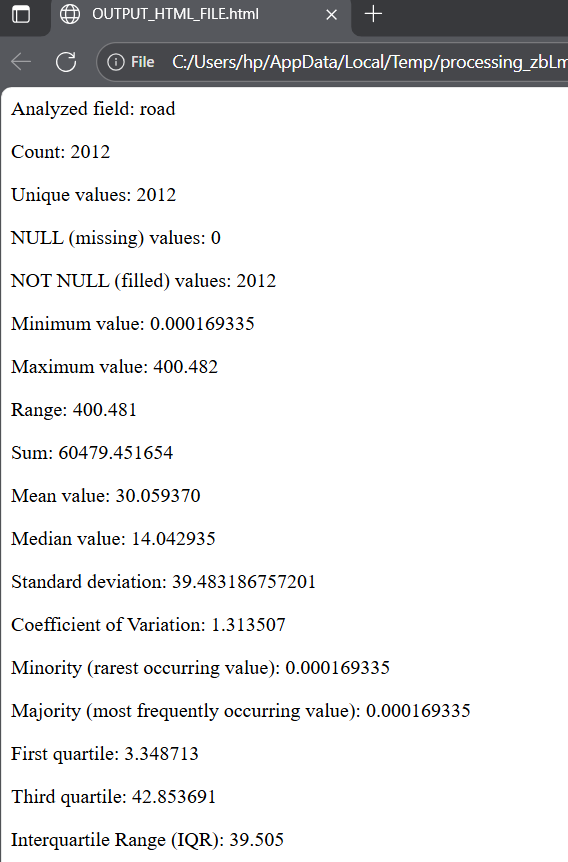 OUTPUT_HTML_FILE.html
File C:/Users/hp/AppData/Local/Temp/processing_zbLm
Analyzed field: road
Count: 2012
Unique values: 2012
NULL (missing) values: 0
NOT NULL (filled) values: 2012
Minimum value: 0.000169335
Maximum value: 400.482
Range: 400.481
Sum: 60479.451654
Mean value: 30.059370
Median value: 14.042935
Standard deviation: 39.483186757201
Coefficient of Variation: 1.313507
Minority (rarest occurring value): 0.000169335
Majority (most frequently occurring value): 0.000169335
First quartile: 3.348713
Third quartile: 42.853691
Interquartile Range (IQR): 39.505